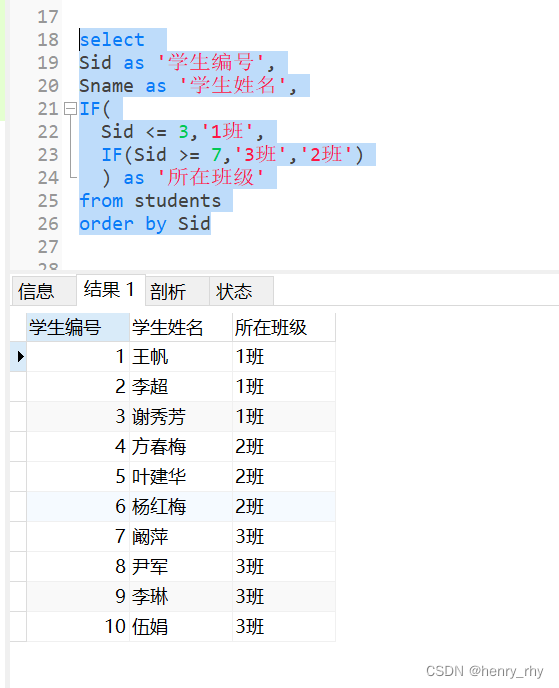 17
18 select
19 Sid as '学生编号',
20 Sname as '学生姓名',
21 IF(
22 Sid <= 3,'1班',
23 IF(Sid >= 7,'3班','2班')
24 ) as '所在班级'
25 from students
26 order by Sid
27
28
信息 结果 1 剖析 状态
学生编号 学生姓名 所在班级
1 王帆 1班
2 李超 1班
3 谢秀芳 1班
4 方春梅 2班
5 叶建华 2班
6 杨红梅 2班
7 阚萍 3班
8 尹军 3班
9 李琳 3班
10 伍娟 3班
CSDN @henry_rhy